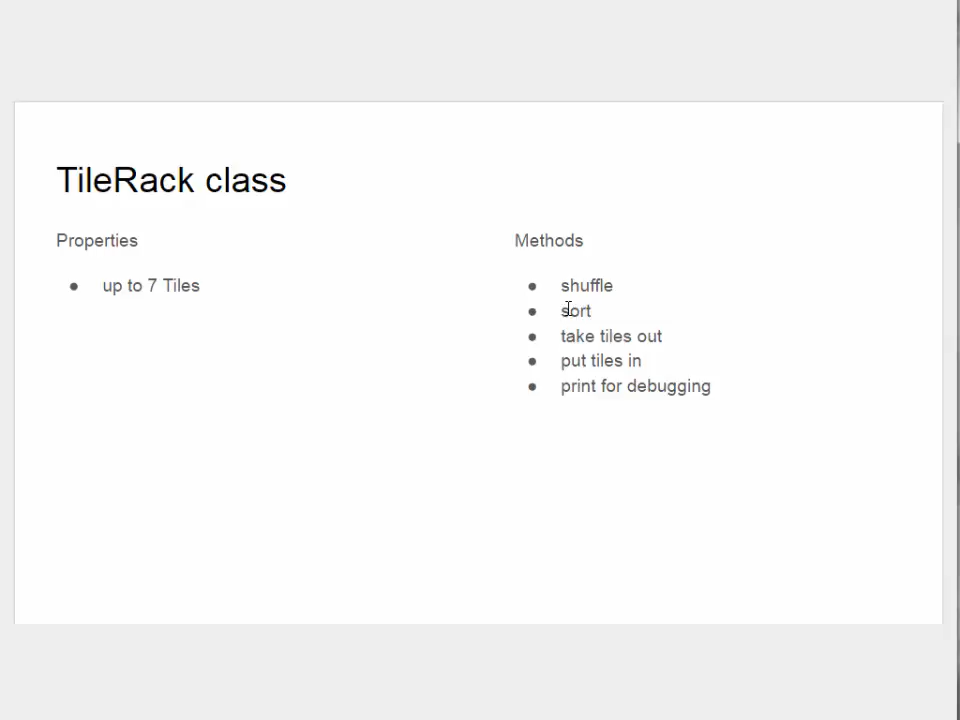 TileRack class
Properties
● up to 7 Tiles
Methods
● shuffle
● sort
● take tiles out
● put tiles in
● print for debugging